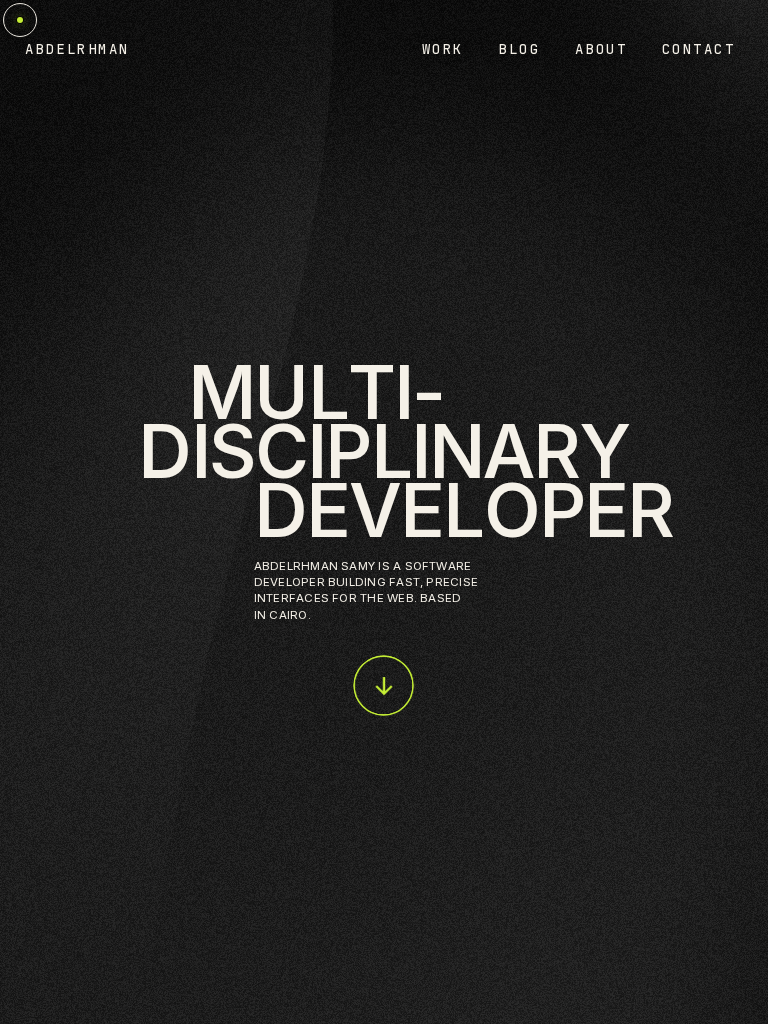 ABDELRHMAN
WORK BLOG ABOUT CONTACT
MULTI-
DISCIPLINARY
DEVELOPER
ABDELRHMAN SAMY IS A SOFTWARE
DEVELOPER BUILDING FAST, PRECISE
INTERFACES FOR THE WEB. BASED
IN CAIRO.